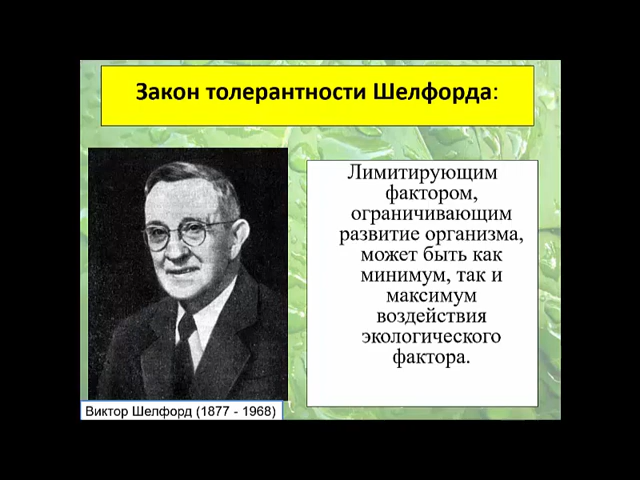 Закон толерантности Шелфорда:
Лимитирующим
фактором,
ограничивающим
развитие организма,
может быть как
минимум, так и
максимум
воздействия
экологического
фактора.
Виктор Шелфорд (1877 - 1968)